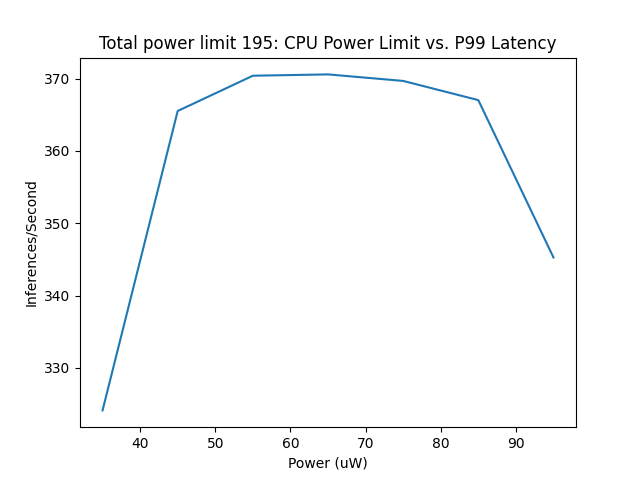 Total power limit 195: CPU Power Limit vs. P99 Latency
370
360
350
340
330
Inferences/Second
40 50 60 70 80 90
Power (uW)